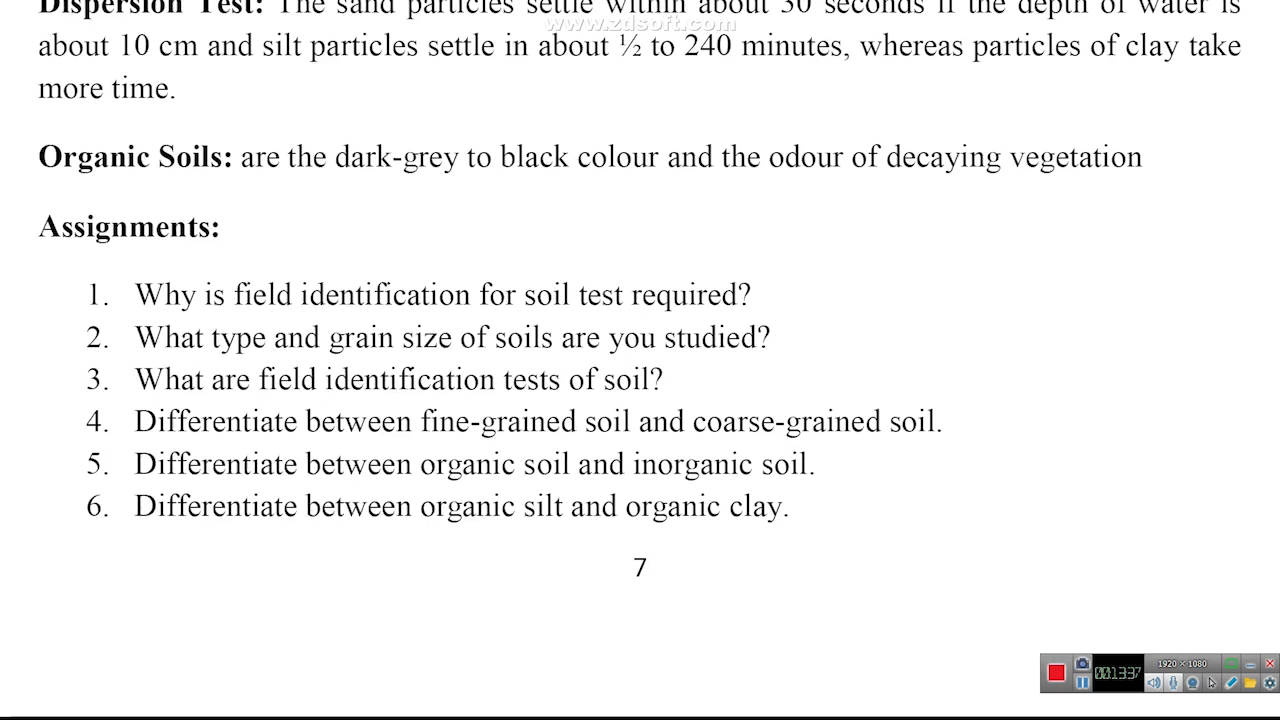 Dispersion Test: The sand particles settle within about 30 seconds if the depth of water is
www.zdsoft.com
about 10 cm and silt particles settle in about ½ to 240 minutes, whereas particles of clay take
more time.
Organic Soils: are the dark-grey to black colour and the odour of decaying vegetation
Assignments:
1. Why is field identification for soil test required?
2. What type and grain size of soils are you studied?
3. What are field identification tests of soil?
4. Differentiate between fine-grained soil and coarse-grained soil.
5. Differentiate between organic soil and inorganic soil.
6. Differentiate between organic silt and organic clay.
7
1920 × 1080